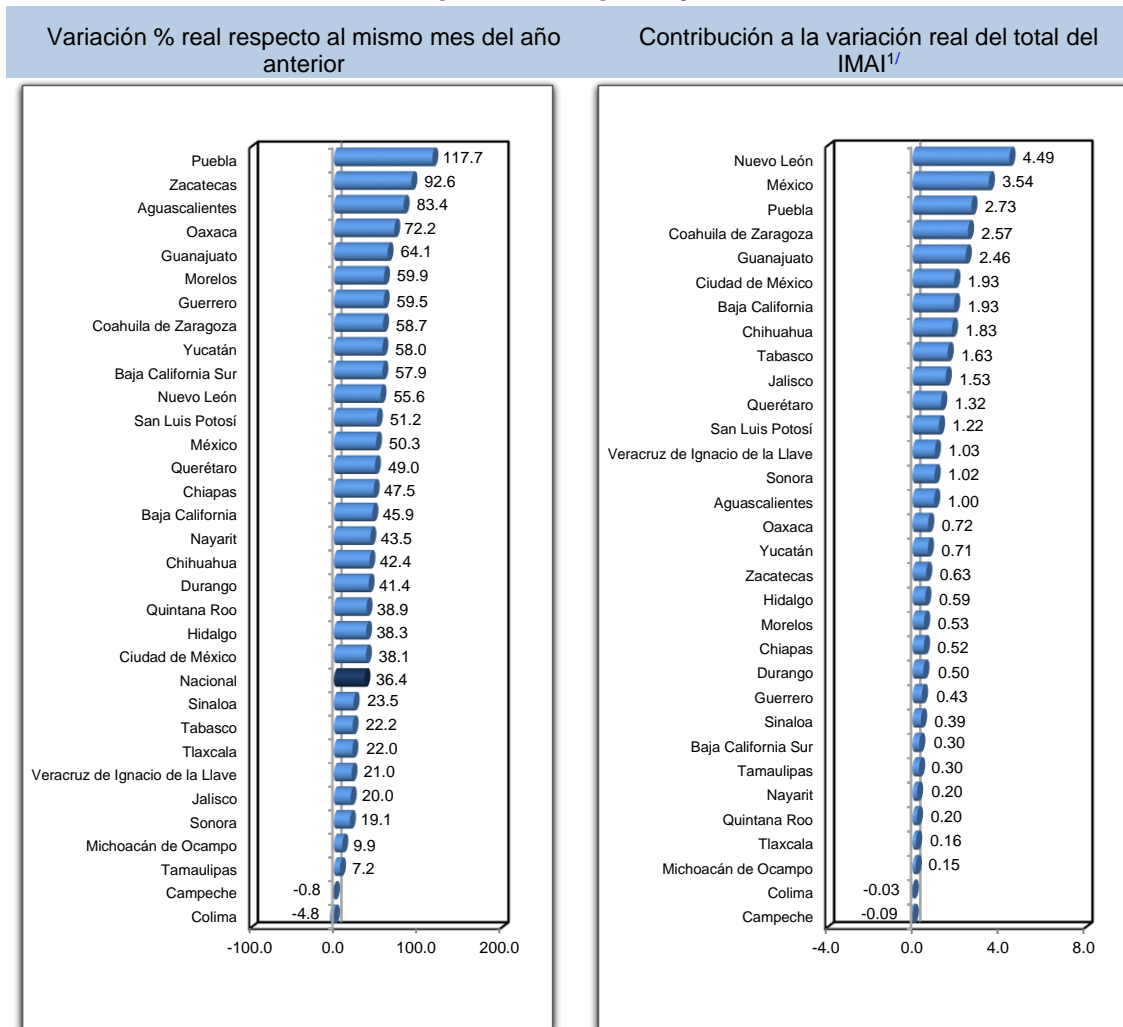 Variación % real respecto al mismo mes del año
anterior
Puebla 117.7
Zacatecas 92.6
Aguascalientes 83.4
Oaxaca 72.2
Guanajuato 64.1
Morelos 59.9
Guerrero 59.5
Coahuila de Zaragoza 58.7
Yucatán 58.0
Baja California Sur 57.9
Nuevo León 55.6
San Luis Potosí 51.2
México 50.3
Querétaro 49.0
Chiapas 47.5
Baja California 45.9
Nayarit 43.5
Chihuahua 42.4
Durango 41.4
Quintana Roo 38.9
Hidalgo 38.3
Ciudad de México 38.1
Nacional 36.4
Sinaloa 23.5
Tabasco 22.2
Tlaxcala 22.0
Veracruz de Ignacio de la Llave 21.0
Jalisco 20.0
Sonora 19.1
Michoacán de Ocampo 9.9
Tamaulipas 7.2
Campeche -0.8
Colima -4.8
-100.0 0.0 100.0 200.0
Contribución a la variación real del total del
IMAI1/
Nuevo León 4.49
México 3.54
Puebla 2.73
Coahuila de Zaragoza 2.57
Guanajuato 2.46
Ciudad de México 1.93
Baja California 1.93
Chihuahua 1.83
Tabasco 1.63
Jalisco 1.53
Querétaro 1.32
San Luis Potosí 1.22
Veracruz de Ignacio de la Llave 1.03
Sonora 1.02
Aguascalientes 1.00
Oaxaca 0.72
Yucatán 0.71
Zacatecas 0.63
Hidalgo 0.59
Morelos 0.53
Chiapas 0.52
Durango 0.50
Guerrero 0.43
Sinaloa 0.39
Baja California Sur 0.30
Tamaulipas 0.30
Nayarit 0.20
Quintana Roo 0.20
Tlaxcala 0.16
Michoacán de Ocampo 0.15
Colima -0.03
Campeche -0.09
-4.0 0.0 4.0 8.0